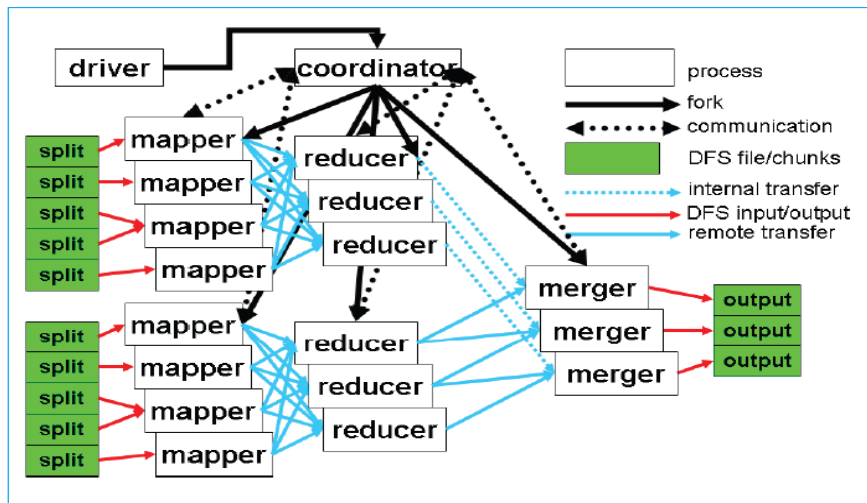 driver
coordinator
process
fork
communication
DFS file/chunks
internal transfer
DFS input/output
remote transfer
split
split
split
split
split
mapper
mapper
mapper
mapper
reducer
reducer
reducer
split
split
split
split
split
mapper
mapper
mapper
mapper
reducer
reducer
reducer
merger
merger
merger
output
output
output